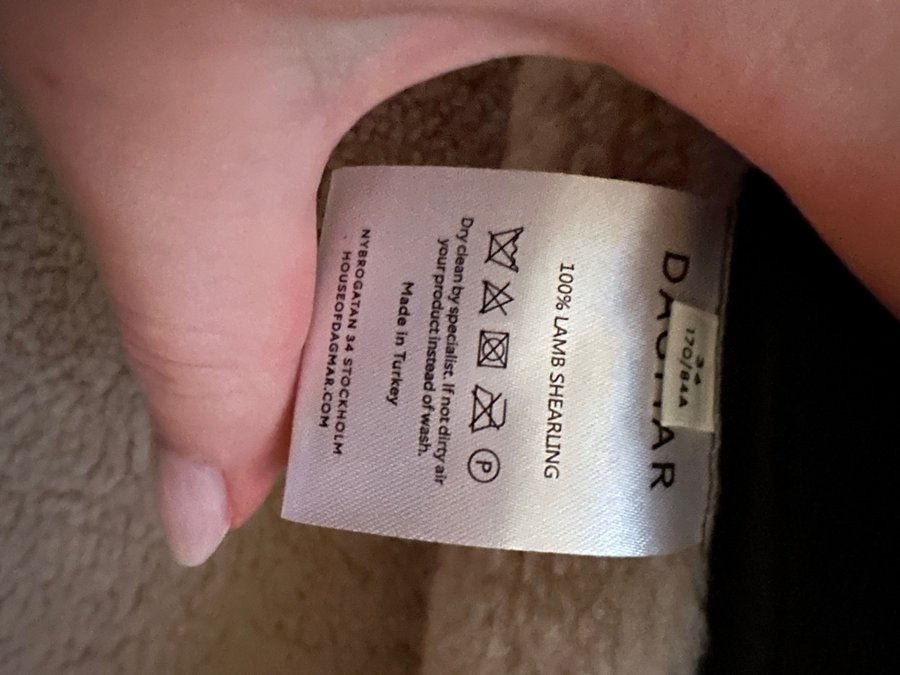 34
170/84A
DAGMAR
100% LAMB SHEARLING
P
Dry clean by specialist. If not dirty air
your product instead of wash.
Made in Turkey
NYBROGATAN 34 STOCKHOLM
HOUSEOFDAGMAR.COM